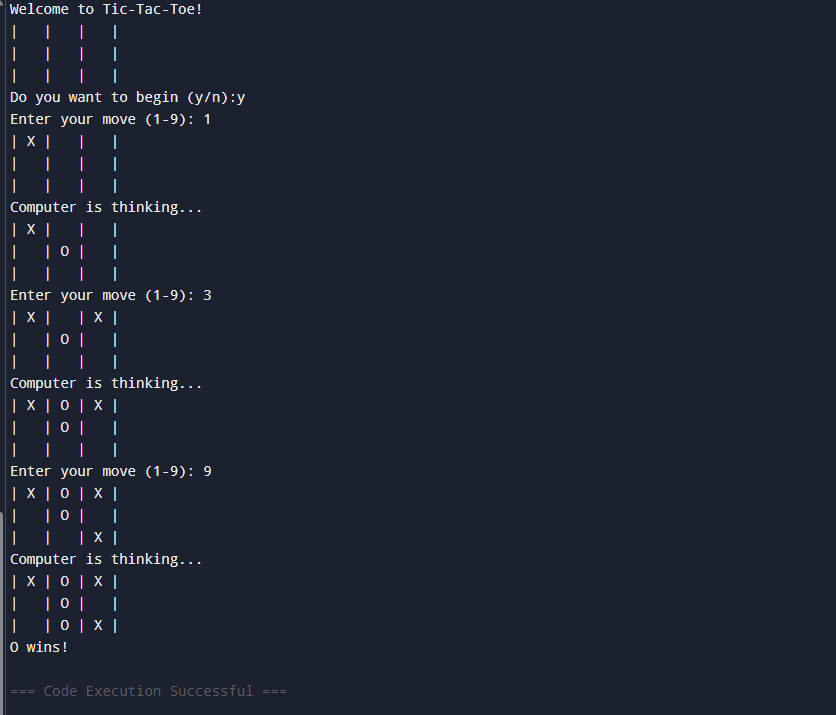 Welcome to Tic-Tac-Toe!
|   |   |   |
|   |   |   |
|   |   |   |
Do you want to begin (y/n):y
Enter your move (1-9): 1
| X |   |   |
|   |   |   |
|   |   |   |
Computer is thinking...
| X |   |   |
|   | O |   |
|   |   |   |
Enter your move (1-9): 3
| X |   | X |
|   | O |   |
|   |   |   |
Computer is thinking...
| X | O | X |
|   | O |   |
|   |   |   |
Enter your move (1-9): 9
| X | O | X |
|   | O |   |
|   |   | X |
Computer is thinking...
| X | O | X |
|   | O |   |
|   | O | X |
O wins!
=== Code Execution Successful ===